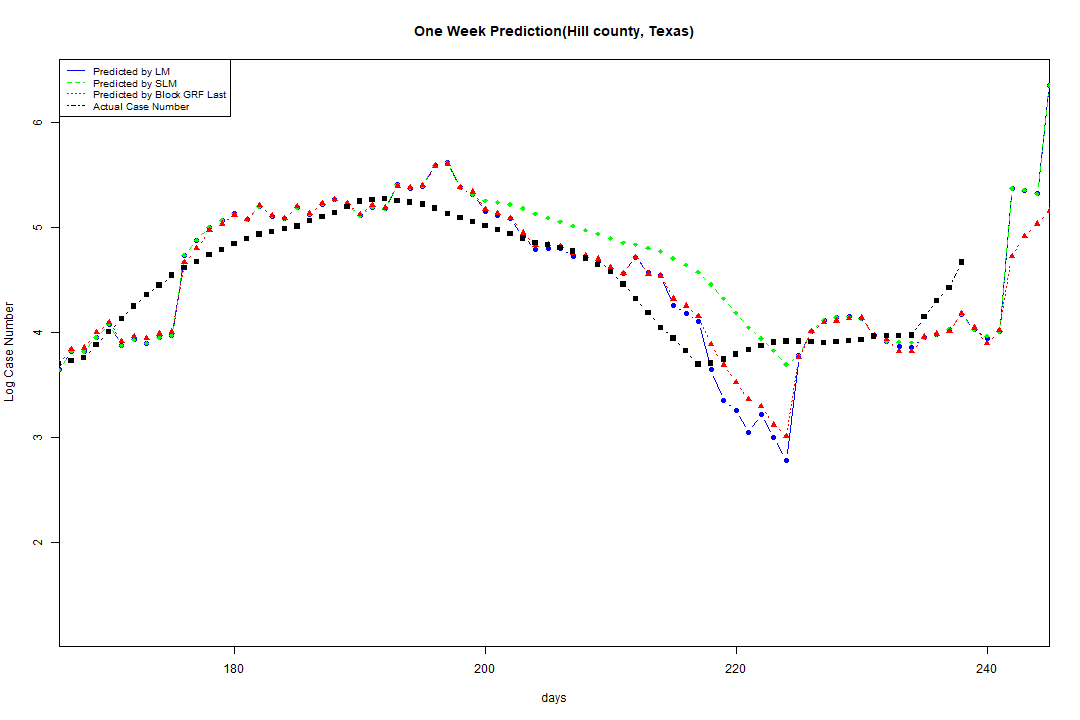 One Week Prediction(Hill county, Texas)
Predicted by LM
Predicted by SLM
Predicted by Block GRF Last
Actual Case Number
6
5
4
3
2
Log Case Number
180 200 220 240
days